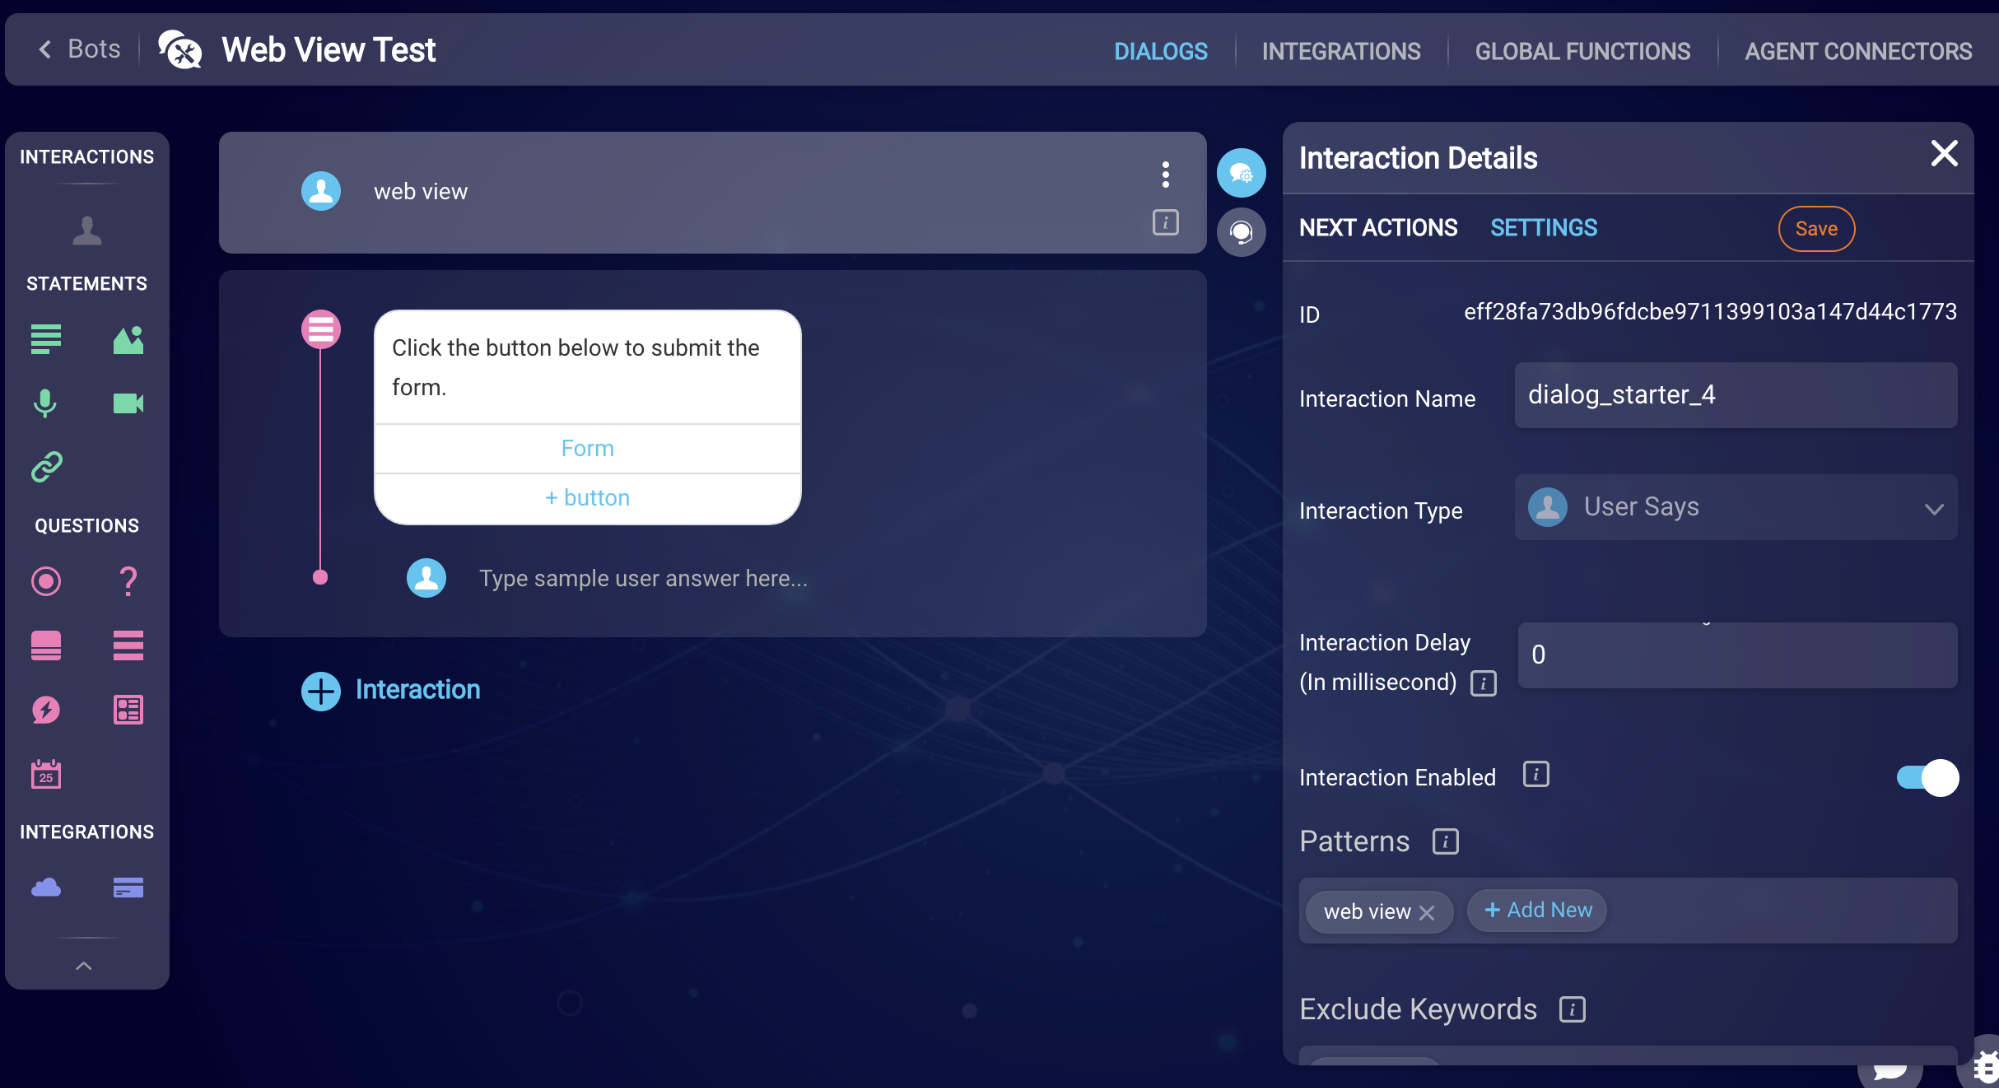 Bots
Web View Test
DIALOGS
INTEGRATIONS
GLOBAL FUNCTIONS
AGENT CONNECTORS
INTERACTIONS
STATEMENTS
QUESTIONS
25
INTEGRATIONS
web view
i
Click the button below to submit the
form.
Form
+ button
Type sample user answer here...
Interaction
Interaction Details
NEXT ACTIONS
SETTINGS
Save
ID
eff28fa73db96fdcbe9711399103a147d44c1773
Interaction Name
dialog_starter_4
Interaction Type
User Says
Interaction Delay
(In millisecond) i
0
Interaction Enabled i
Patterns i
web view
+ Add New
Exclude Keywords i